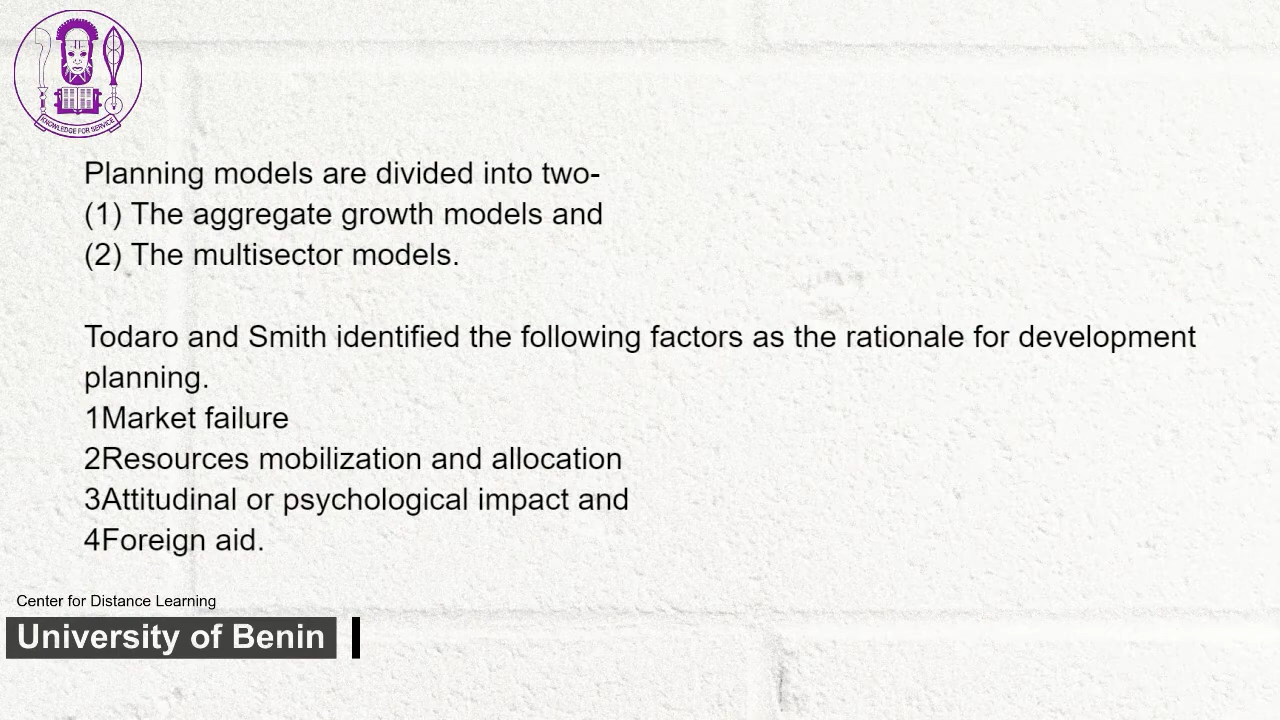 KNOWLEDGE FOR SERVICE
Planning models are divided into two-
(1) The aggregate growth models and
(2) The multisector models.
Todaro and Smith identified the following factors as the rationale for development
planning.
1Market failure
2Resources mobilization and allocation
3Attitudinal or psychological impact and
4Foreign aid.
Center for Distance Learning
University of Benin